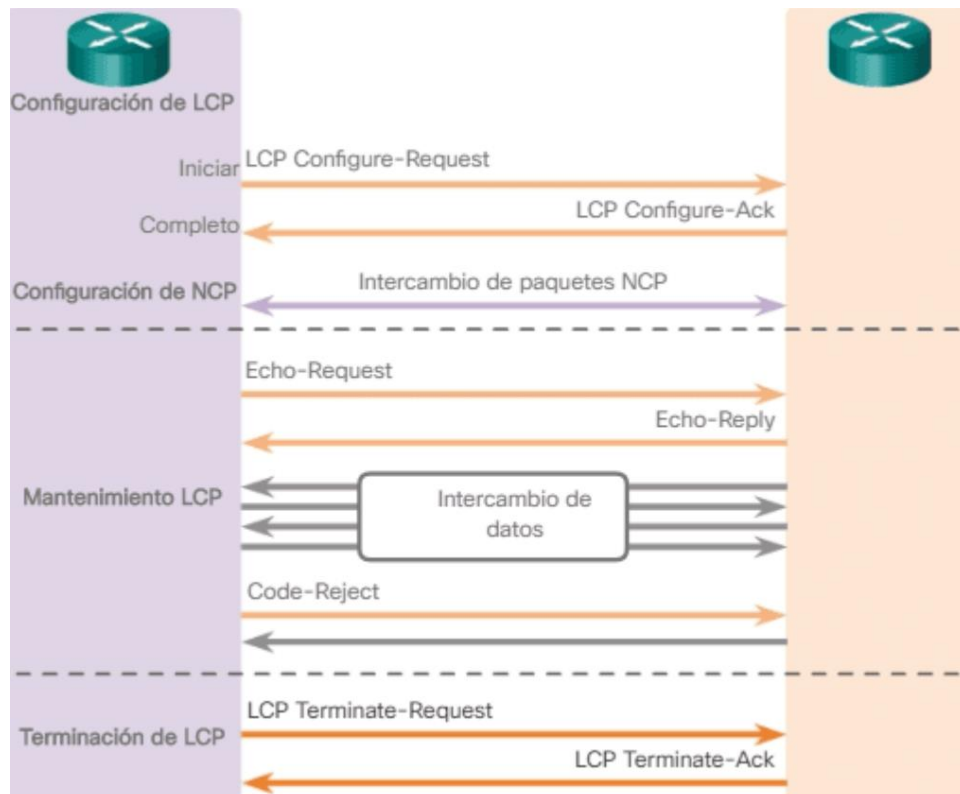 Configuración de LCP
Iniciar
LCP Configure-Request
LCP Configure-Ack
Completo
Configuración de NCP
Intercambio de paquetes NCP
Echo-Request
Echo-Reply
Mantenimiento LCP
Intercambio de
datos
Code-Reject
LCP Terminate-Request
Terminación de LCP
LCP Terminate-Ack